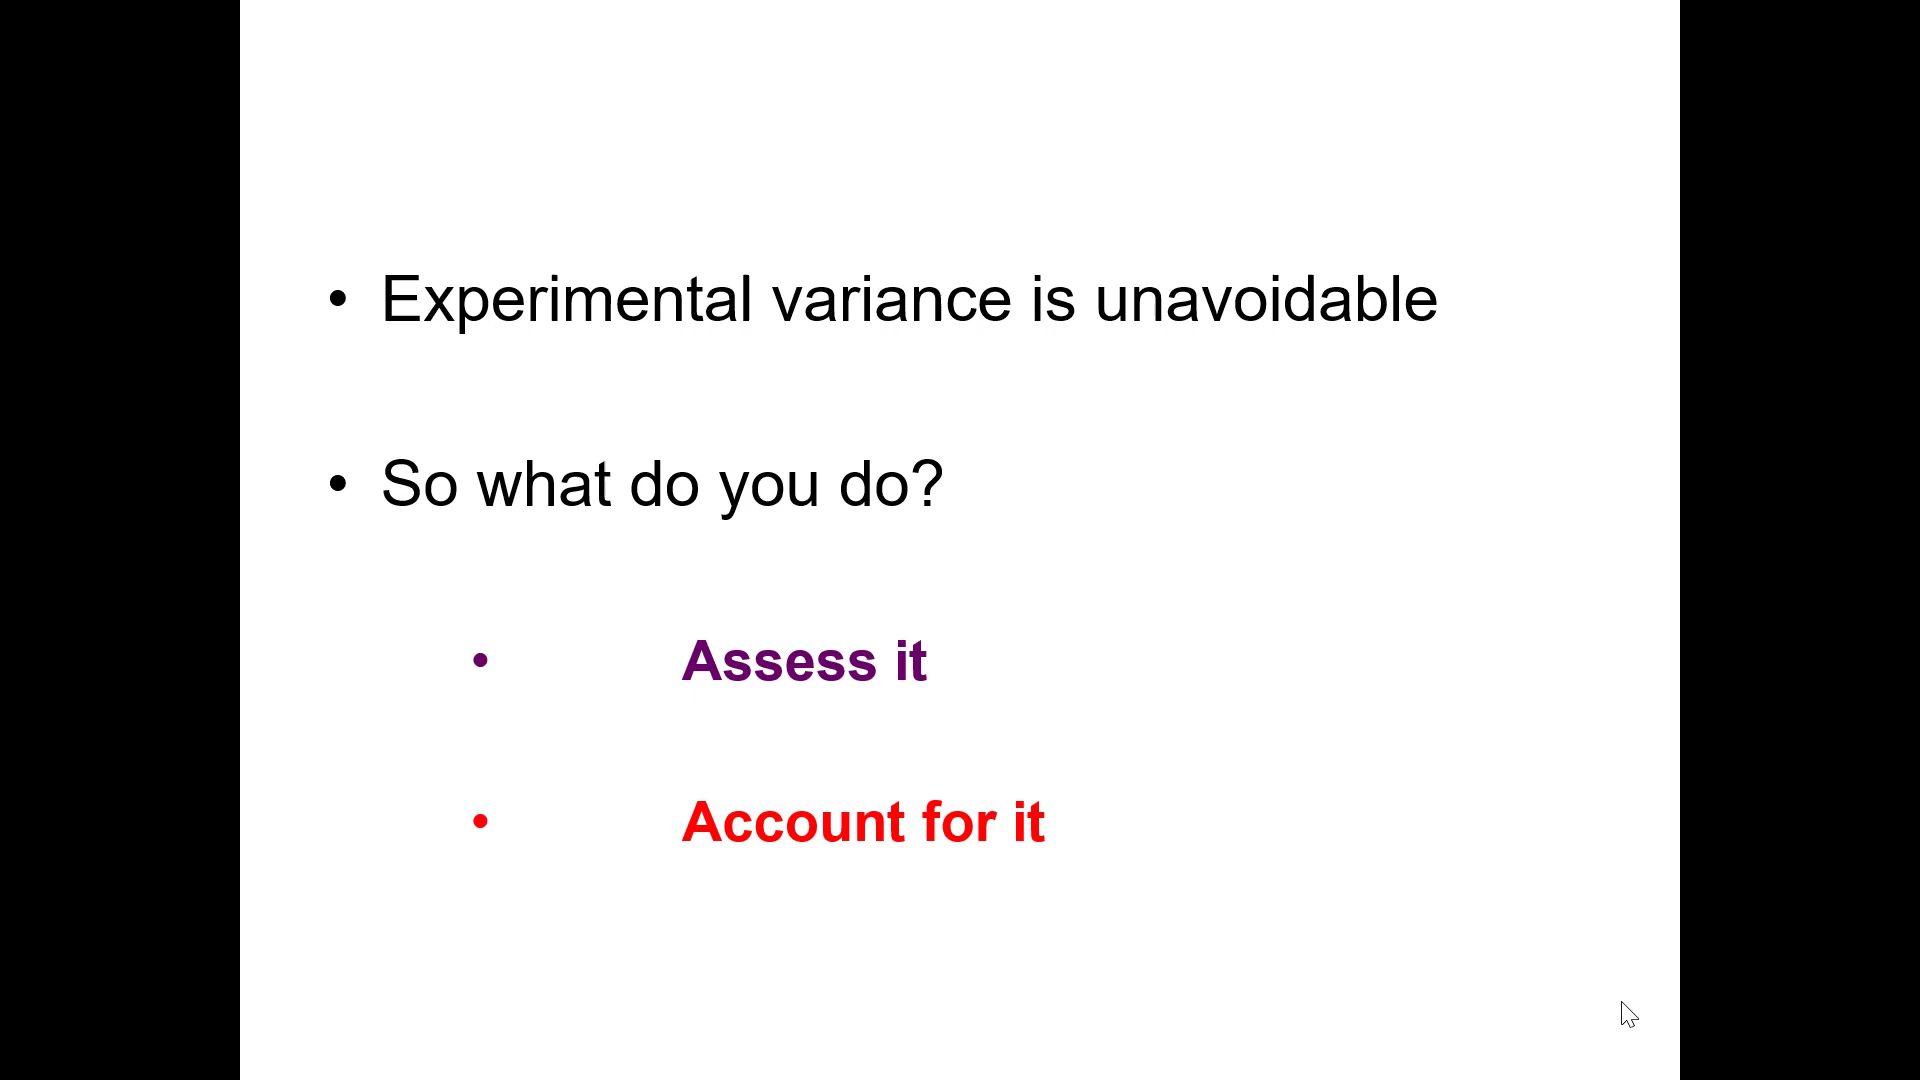 • Experimental variance is unavoidable
• So what do you do?
• Assess it
• Account for it